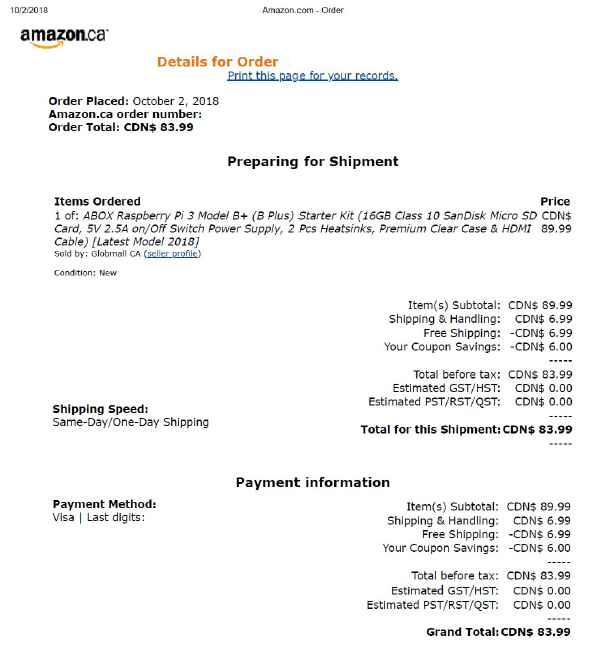 10/2/2018
Amazon.com - Order
amazon.ca
Details for Order
Print this page for your records.
Order Placed: October 2, 2018
Amazon.ca order number:
Order Total: CDN$ 83.99
Preparing for Shipment
Items Ordered Price
1 of: ABOX Raspberry Pi 3 Model B+ (B Plus) Starter Kit (16GB Class 10 SanDisk Micro SD CDN$
Card, 5V 2.5A on/Off Switch Power Supply, 2 Pcs Heatsinks, Premium Clear Case & HDMI 89.99
Cable) [Latest Model 2018]
Sold by: Globmall CA (seller profile)
Condition: New
Item(s) Subtotal: CDN$ 89.99
Shipping & Handling: CDN$ 6.99
Free Shipping: -CDN$ 6.99
Your Coupon Savings: -CDN$ 6.00
-----
Total before tax: CDN$ 83.99
Estimated GST/HST: CDN$ 0.00
Estimated PST/RST/QST: CDN$ 0.00
-----
Total for this Shipment: CDN$ 83.99
-----
Shipping Speed:
Same-Day/One-Day Shipping
Payment information
Payment Method:
Visa | Last digits:
Item(s) Subtotal: CDN$ 89.99
Shipping & Handling: CDN$ 6.99
Free Shipping: -CDN$ 6.99
Your Coupon Savings: -CDN$ 6.00
-----
Total before tax: CDN$ 83.99
Estimated GST/HST: CDN$ 0.00
Estimated PST/RST/QST: CDN$ 0.00
-----
Grand Total: CDN$ 83.99